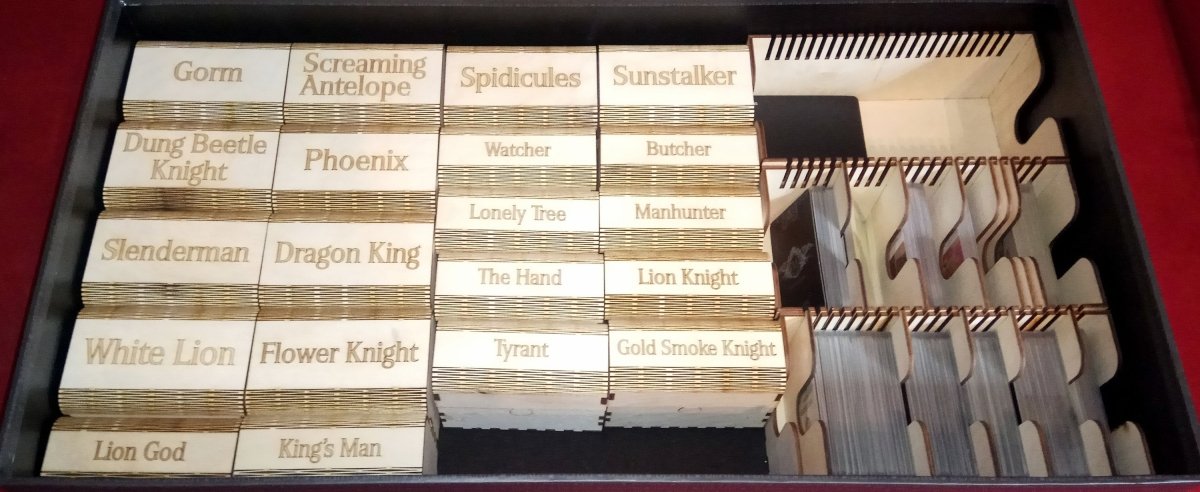 Gorm
Screaming
Antelope
Spidicules
Sunstalker
Dung Beetle
Knight
Phoenix
Watcher
Butcher
Lonely Tree
Manhunter
Slenderman
Dragon King
The Hand
Lion Knight
White Lion
Flower Knight
Tyrant
Gold Smoke Knight
Lion God
King's Man